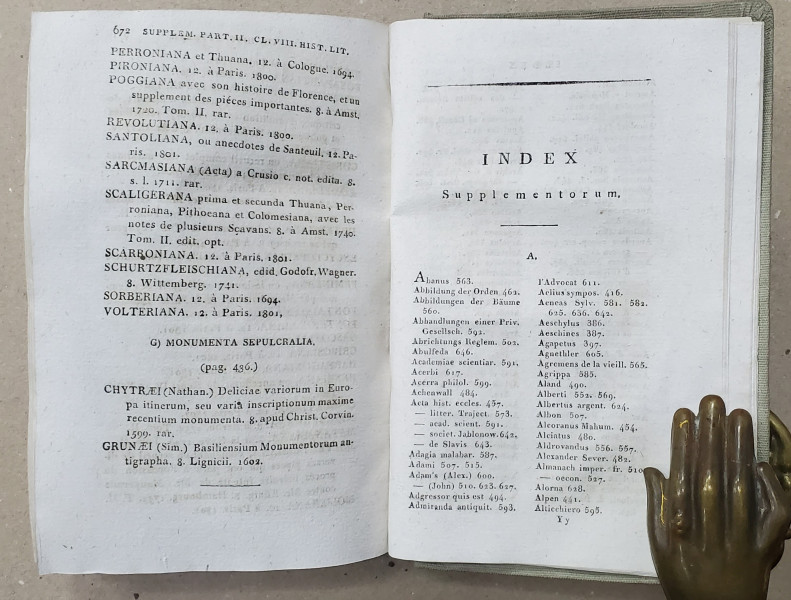 672 SUPPLEM. PART. II. CL. VIII. HIST. LIT.
PERRONIANA et Thuana. 12. à Cologue. 1694.
PIRONIANA. 12. à Paris. 1800.
POGGIANA avec son histoire de Florence, et un
supplement des piéces importantes. 8. à Amst.
1720. Tom. II. rar.
REVOLUTIANA. 12. à Paris. 1800.
SANTOLIANA, ou anecdotes de Santeuil. 12. Pa-
ris. 1801.
SARCMASIANA (Acta) a Crusio c. not. edita. 8.
s. l. 1711. rar.
SCALIGERANA prima et secunda Thuana, Per-
roniana, Pithoeana et Colomesiana, avec les
notes de plusieurs Sçavans. 8. à Amst. 1740.
Tom. II. edit. opt.
SCARRONIANA. 12. à Paris. 1801.
SCHURTZFLEISCHIANA, edid. Godofr. Wagner.
8. Wittemberg. 1741.
SORBERIANA. 12. à Paris. 1694.
VOLTERIANA. 12. à Paris. 1801,
G) MONUMENTA SEPULCRALIA.
(pag. 436.)
CHYTRÆI (Nathan.) Deliciae variorum in Euro-
pa itinerum, seu varia inscriptionum maxime
recentium monumenta. 8. apud Christ. Corvin.
1599. rar.
GRUNÆI (Sim.) Basiliensium Monumentorum an-
tigrapha. 8. Lignicii. 1602.
INDEX
Supplementorum.
A.
Abanus 563.
Abbildung der Orden 462.
Abbildungen der Bäume
560.
Abhandlungen einer Priv.
Gesellsch. 592.
Abrichtungs Reglem. 502.
Abulfeda 646.
Academiae scientiar. 591.
Acerbi 617.
Acerra philol. 599.
Achenwall 484.
Acta hist. eccles. 457.
— litter. Traject. 573.
— acad. scient. 591.
— societ. Jablonow. 642.
— de Slavis 643.
Adagia malabar. 587.
Adami 507. 515.
Adam's (Alex.) 600.
— (John) 510. 623. 627.
Adgressor quis est 494.
Admiranda antiquit. 593.
l'Advocat 611.
Aelius sympos. 416.
Aeneas Sylv. 581. 582.
625. 636. 642.
Aeschylus 386.
Aeschines 387.
Agapetus 397.
Agnethler 605.
Agremens de la vieill. 565.
Agrippa 585.
Aland 490.
Alberti 552. 569.
Albertus argent. 624.
Albon 507.
Alcoranus Mahum. 454.
Alciatus 480.
Aldrovandus 556. 557.
Alexander Sever. 482.
Almanach imper. fr. 510
— oecon. 527.
Alorna 628.
Alpen 441.
Altichiero 595.
Yy